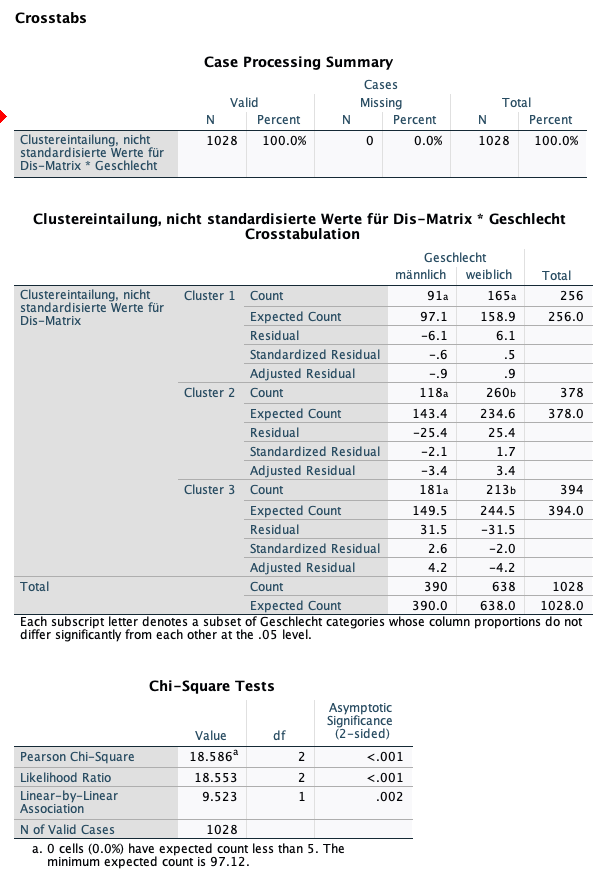 Crosstabs
Case Processing Summary
Cases
Valid Missing Total
N Percent N Percent N Percent
Clustereintailung, nicht
standardisierte Werte für
Dis-Matrix * Geschlecht
1028 100.0% 0 0.0% 1028 100.0%
Clustereintailung, nicht standardisierte Werte für Dis-Matrix * Geschlecht
Crosstabulation
Geschlecht
männlich weiblich Total
Clustereintailung, nicht
standardisierte Werte für
Dis-Matrix
Cluster 1 Count 91a 165a 256
Expected Count 97.1 158.9 256.0
Residual -6.1 6.1
Standardized Residual -.6 .5
Adjusted Residual -.9 .9
Cluster 2 Count 118a 260b 378
Expected Count 143.4 234.6 378.0
Residual -25.4 25.4
Standardized Residual -2.1 1.7
Adjusted Residual -3.4 3.4
Cluster 3 Count 181a 213b 394
Expected Count 149.5 244.5 394.0
Residual 31.5 -31.5
Standardized Residual 2.6 -2.0
Adjusted Residual 4.2 -4.2
Total Count 390 638 1028
Expected Count 390.0 638.0 1028.0
Each subscript letter denotes a subset of Geschlecht categories whose column proportions do not
differ significantly from each other at the .05 level.
Chi-Square Tests
Value df Asymptotic
Significance
(2-sided)
Pearson Chi-Square 18.586a 2 <.001
Likelihood Ratio 18.553 2 <.001
Linear-by-Linear
Association
9.523 1 .002
N of Valid Cases 1028
a. 0 cells (0.0%) have expected count less than 5. The
minimum expected count is 97.12.